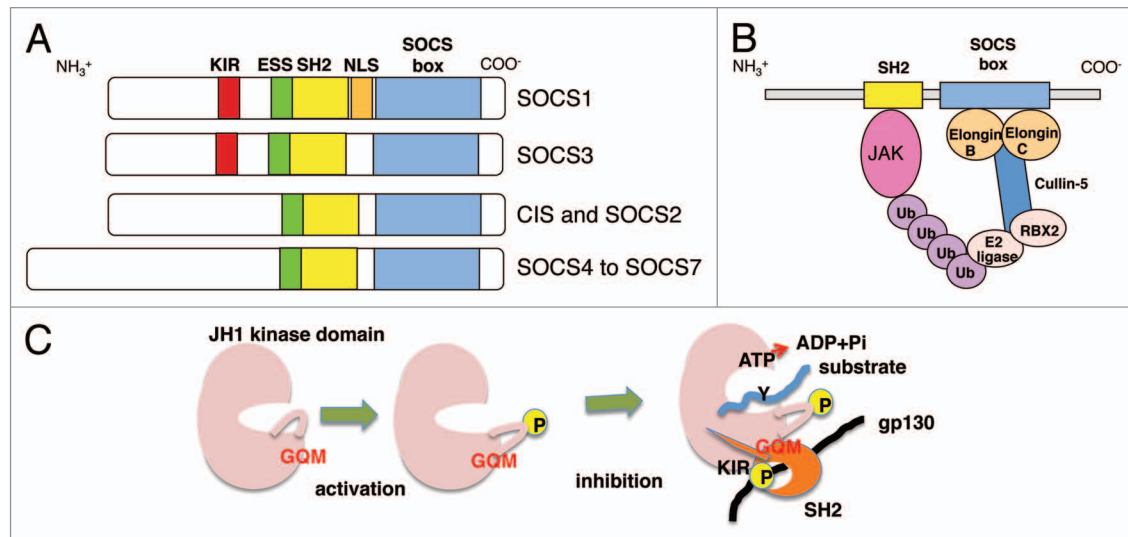 A
NH₃⁺
KIR
ESS SH2
NLS
SOCS
box
COO⁻
SOCS1
SOCS3
CIS and SOCS2
SOCS4 to SOCS7
B
NH₃⁺
SH2
SOCS
box
COO⁻
JAK
Elongin
B
Elongin
C
Cullin-5
Ub
Ub
Ub
Ub
E2
ligase
RBX2
C
JH1 kinase domain
GQM
activation
P
GQM
inhibition
ATP
ADP+Pi
substrate
Y
P
gp130
GQM
KIR
P
SH2